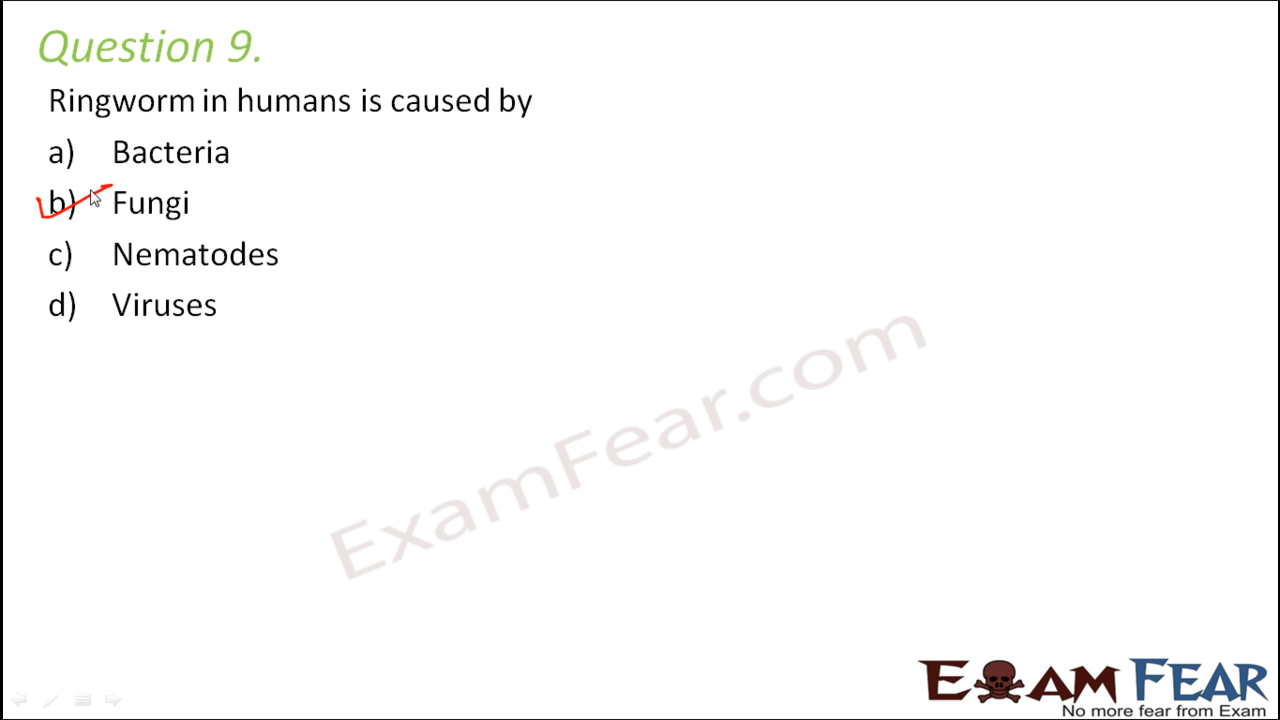 Question 9.
Ringworm in humans is caused by
a) Bacteria
b) Fungi
c) Nematodes
d) Viruses
ExamFear.com
EXAM FEAR
No more fear from Exam